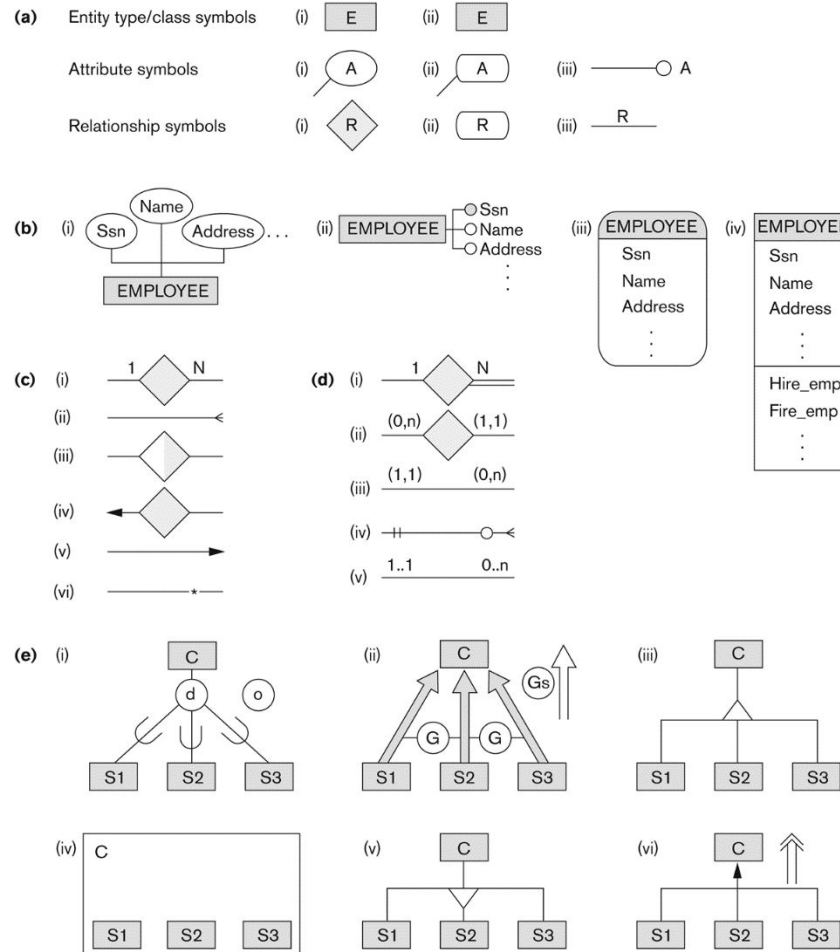 (a) Entity type/class symbols (i) E (ii) E
Attribute symbols (i) A (ii) A (iii) A
Relationship symbols (i) R (ii) R (iii) R
(b) (i) Ssn Name Address . . .
EMPLOYEE
(ii) EMPLOYEE Ssn
Name
Address
(iii) EMPLOYEE
Ssn
Name
Address
(iv) EMPLOYEE
Ssn
Name
Address
Hire_emp
Fire_emp
(c) (i) 1 N
(ii)
(iii)
(iv)
(v)
(vi) *
(d) (i) 1 N
(ii) (0,n) (1,1)
(iii) (1,1) (0,n)
(iv)
(v) 1..1 0..n
(e) (i) C
d o
S1 S2 S3
(ii) C
Gs
G G
S1 S2 S3
(iii) C
S1 S2 S3
(iv) C
S1 S2 S3
(v) C
S1 S2 S3
(vi) C
S1 S2 S3